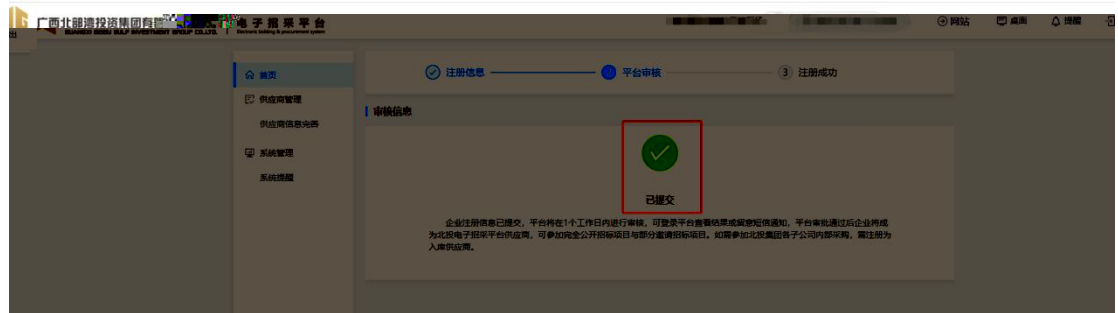 广西北部湾投资集团有
电子招采平台
网站
桌面
提醒
出
首页
供应商管理
供应商信息完善
系统管理
系统提醒
注册信息
平台审核
3 注册成功
审核信息
已提交
企业注册信息已提交，平台将在1个工作日内进行审核，可登录平台查看结果或留意短信通知，平台审批通过后企业将成
为北投电子招采平台供应商，可参加完全公开招标项目与部分邀请招标项目。如需参加北投集团各子公司内部采购，需注册为
入库供应商。